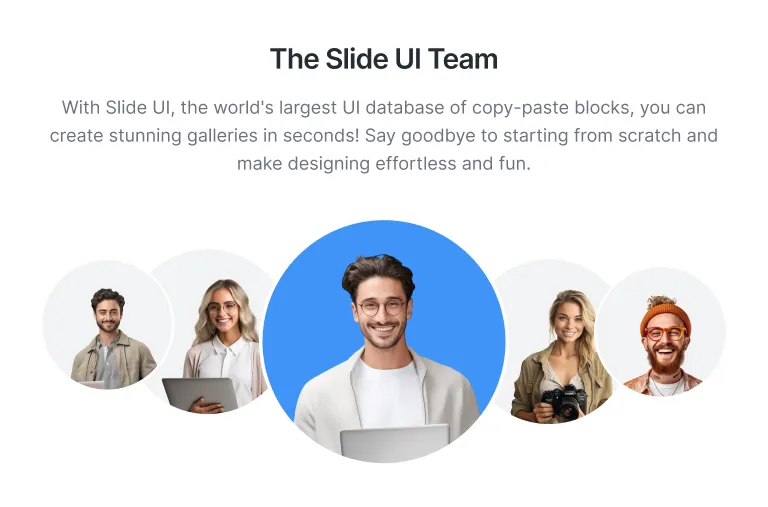 The Slide UI Team
With Slide UI, the world's largest UI database of copy-paste blocks, you can
create stunning galleries in seconds! Say goodbye to starting from scratch and
make designing effortless and fun.